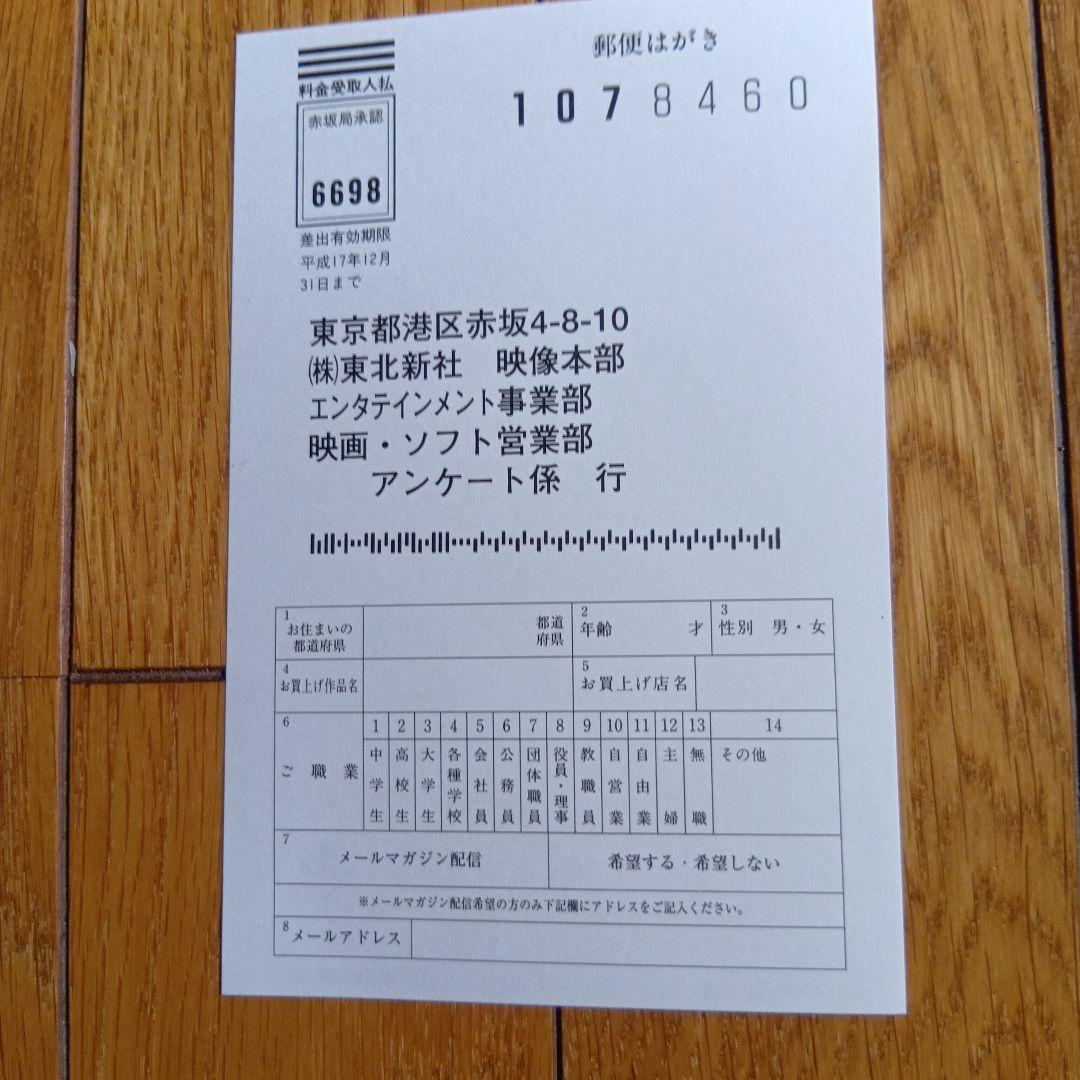 郵便はがき
料金受取人払
1078460
赤坂局承認
6698
差出有効期限
平成17年12月
31日まで
東京都港区赤坂4-8-10
㈱東北新社 映像本部
エンタテインメント事業部
映画・ソフト営業部
アンケート係 行
1 お住まいの都道府県 都道府県 2 年齢 才 3 性別 男・女
4 お買上げ作品名 5 お買上げ店名
6 ご職業
1 中学生
2 高校生
3 大学生
4 各種学校
5 会社員
6 公務員
7 団体職員
8 役員・理事
9 教職員
10 自営業
11 自由業
12 主婦
13 無職
14 その他
7 メールマガジン配信 希望する・希望しない
※メールマガジン配信希望の方のみ下記欄にアドレスをご記入ください。
8 メールアドレス